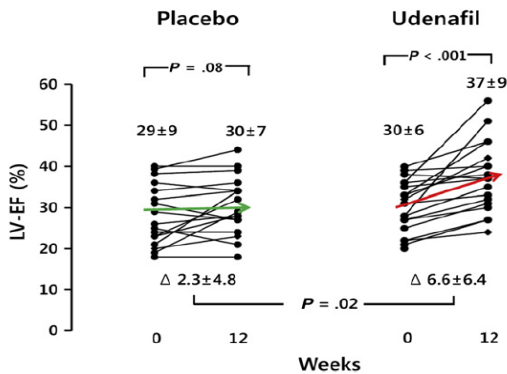 Placebo Udenafil
P = .08 P < .001
37±9
60
50
29±9 30±7 30±6
40
30
20
10
0
LV-EF (%)
Δ 2.3±4.8 Δ 6.6±6.4
P = .02
0 12 0 12
Weeks